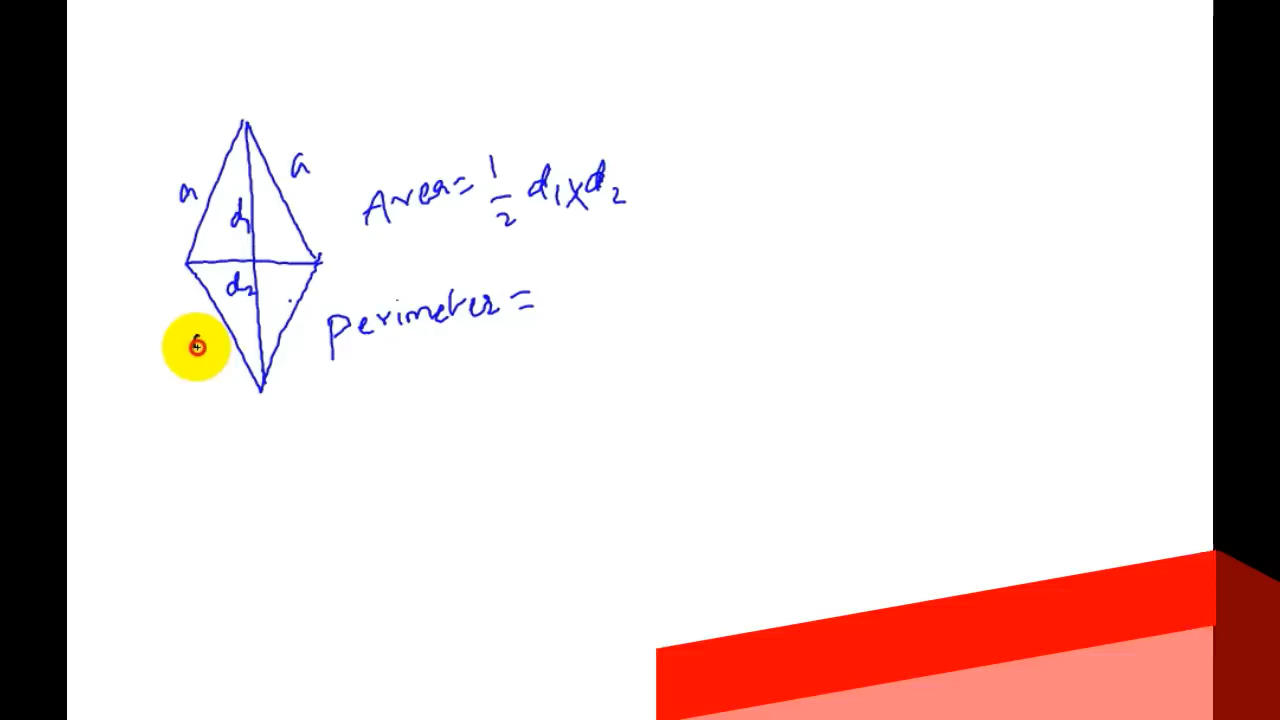 a
a
d1
Area = 1/2 d1 x d2
d2
Perimeter =